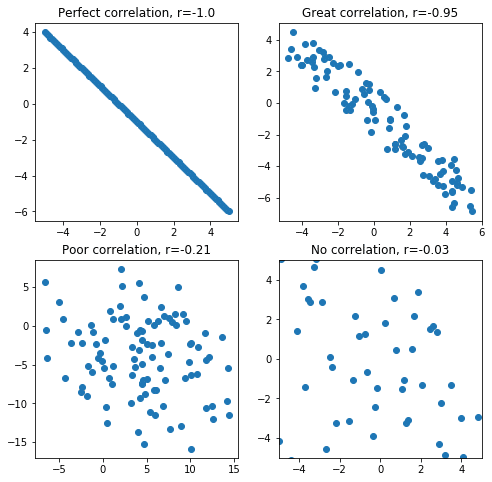 Perfect correlation, r=-1.0
4
2
0
−2
−4
−6
−4 −2 0 2 4
Great correlation, r=-0.95
4
2
0
−2
−4
−6
−6 −4 −2 0 2 4 6
Poor correlation, r=-0.21
5
0
−5
−10
−15
−5 0 5 10 15
No correlation, r=-0.03
4
2
0
−2
−4
−4 −2 0 2 4